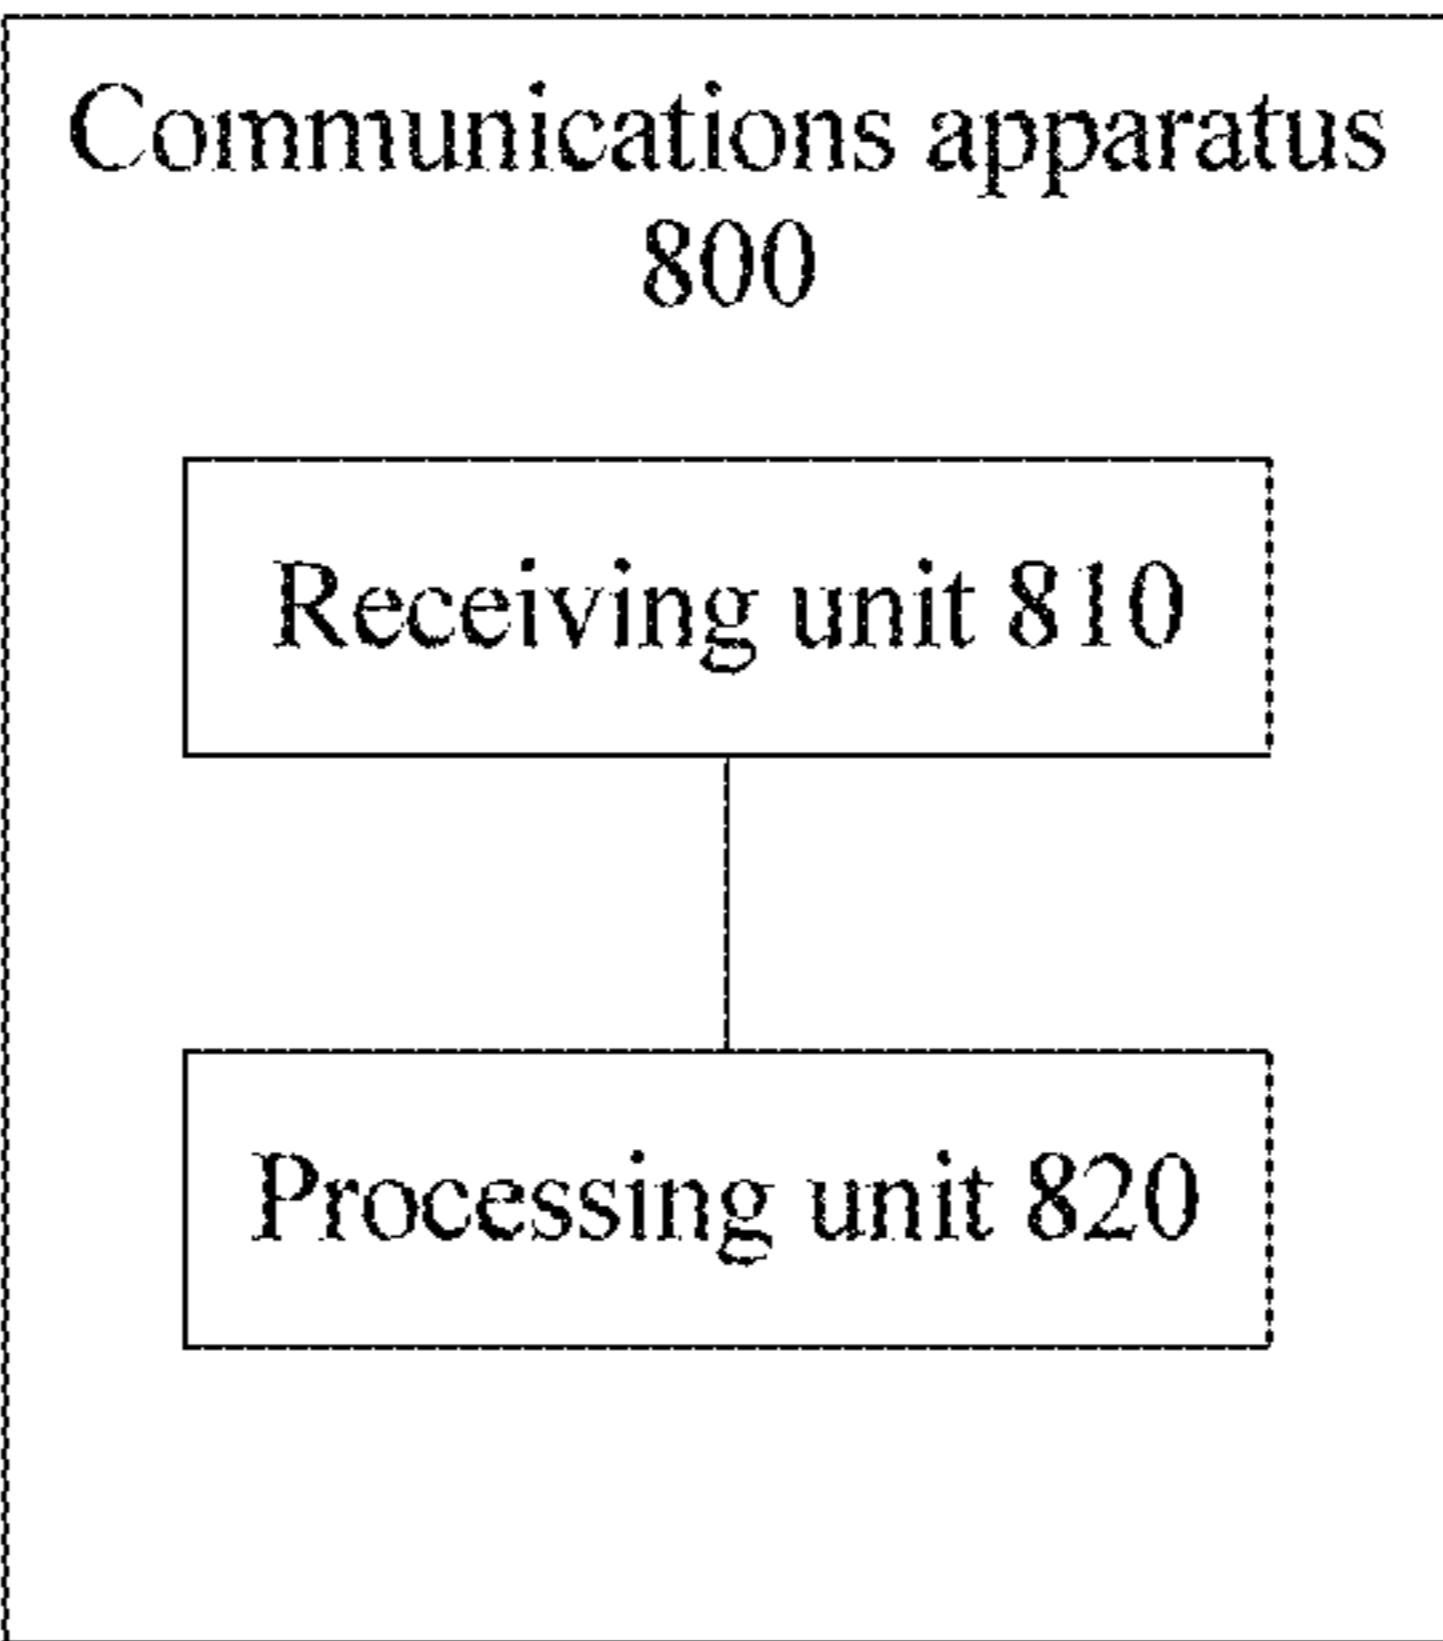 Communications apparatus
800
Receiving unit 810
Processing unit 820